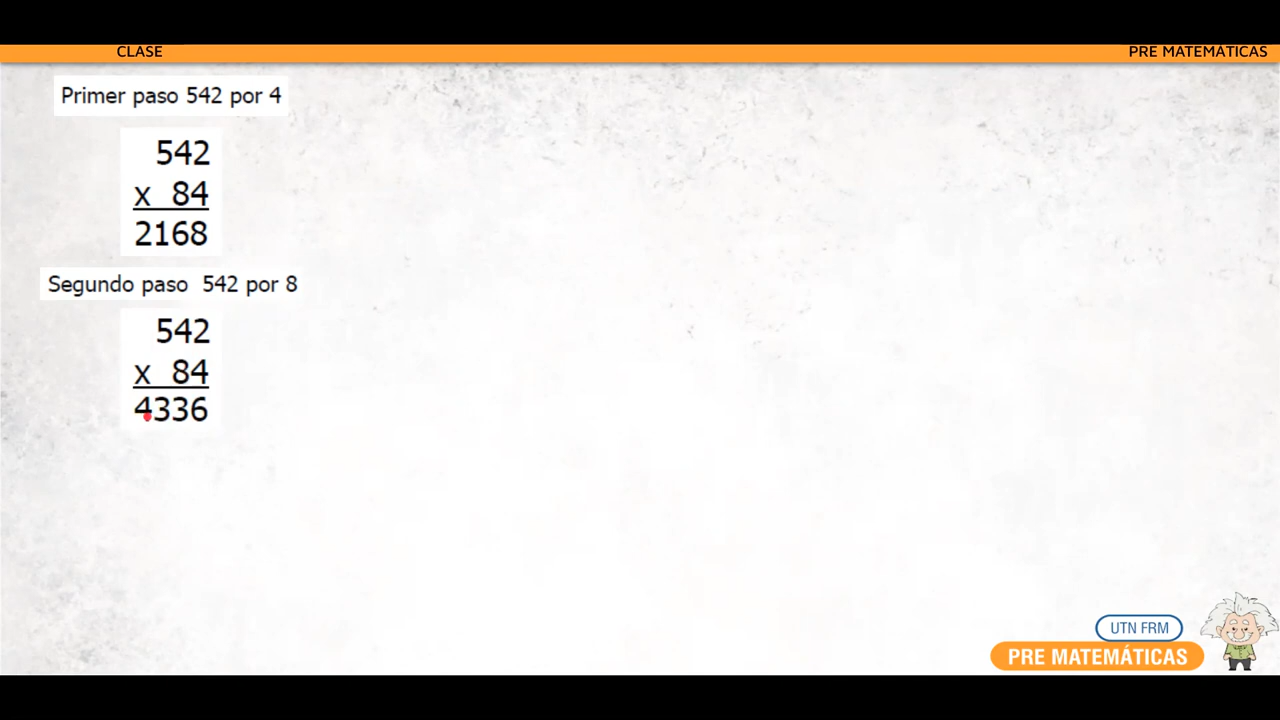 CLASE
PRE MATEMÁTICAS
Primer paso 542 por 4
542
x 84
2168
Segundo paso 542 por 8
542
x 84
4336
UTN FRM
PRE MATEMÁTICAS